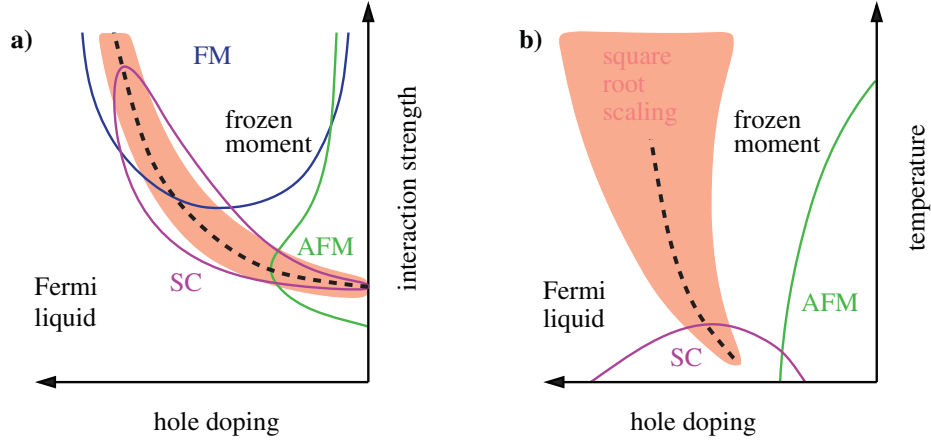 a)
FM
frozen
moment
AFM
SC
Fermi
liquid
interaction strength
hole doping
b)
square
root
scaling
frozen
moment
Fermi
liquid
SC
AFM
temperature
hole doping